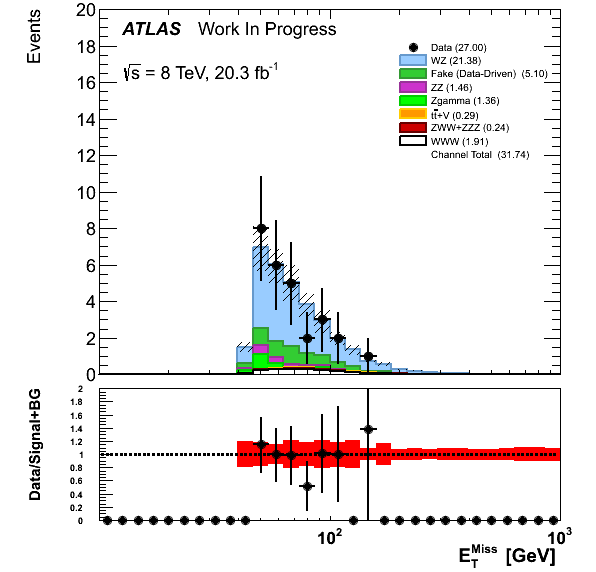 Events
20
18
16
14
12
10
8
6
4
2
0
ATLAS Work In Progress
√s = 8 TeV, 20.3 fb⁻¹
Data (27.00)
WZ (21.38)
Fake (Data-Driven) (5.10)
ZZ (1.46)
Zgamma (1.36)
tt̄+V (0.29)
ZWW+ZZZ (0.24)
WWW (1.91)
Channel Total (31.74)
Data/Signal+BG
2
1.8
1.6
1.4
1.2
1
0.8
0.6
0.4
0.2
0
10² 10³
E_T^Miss [GeV]